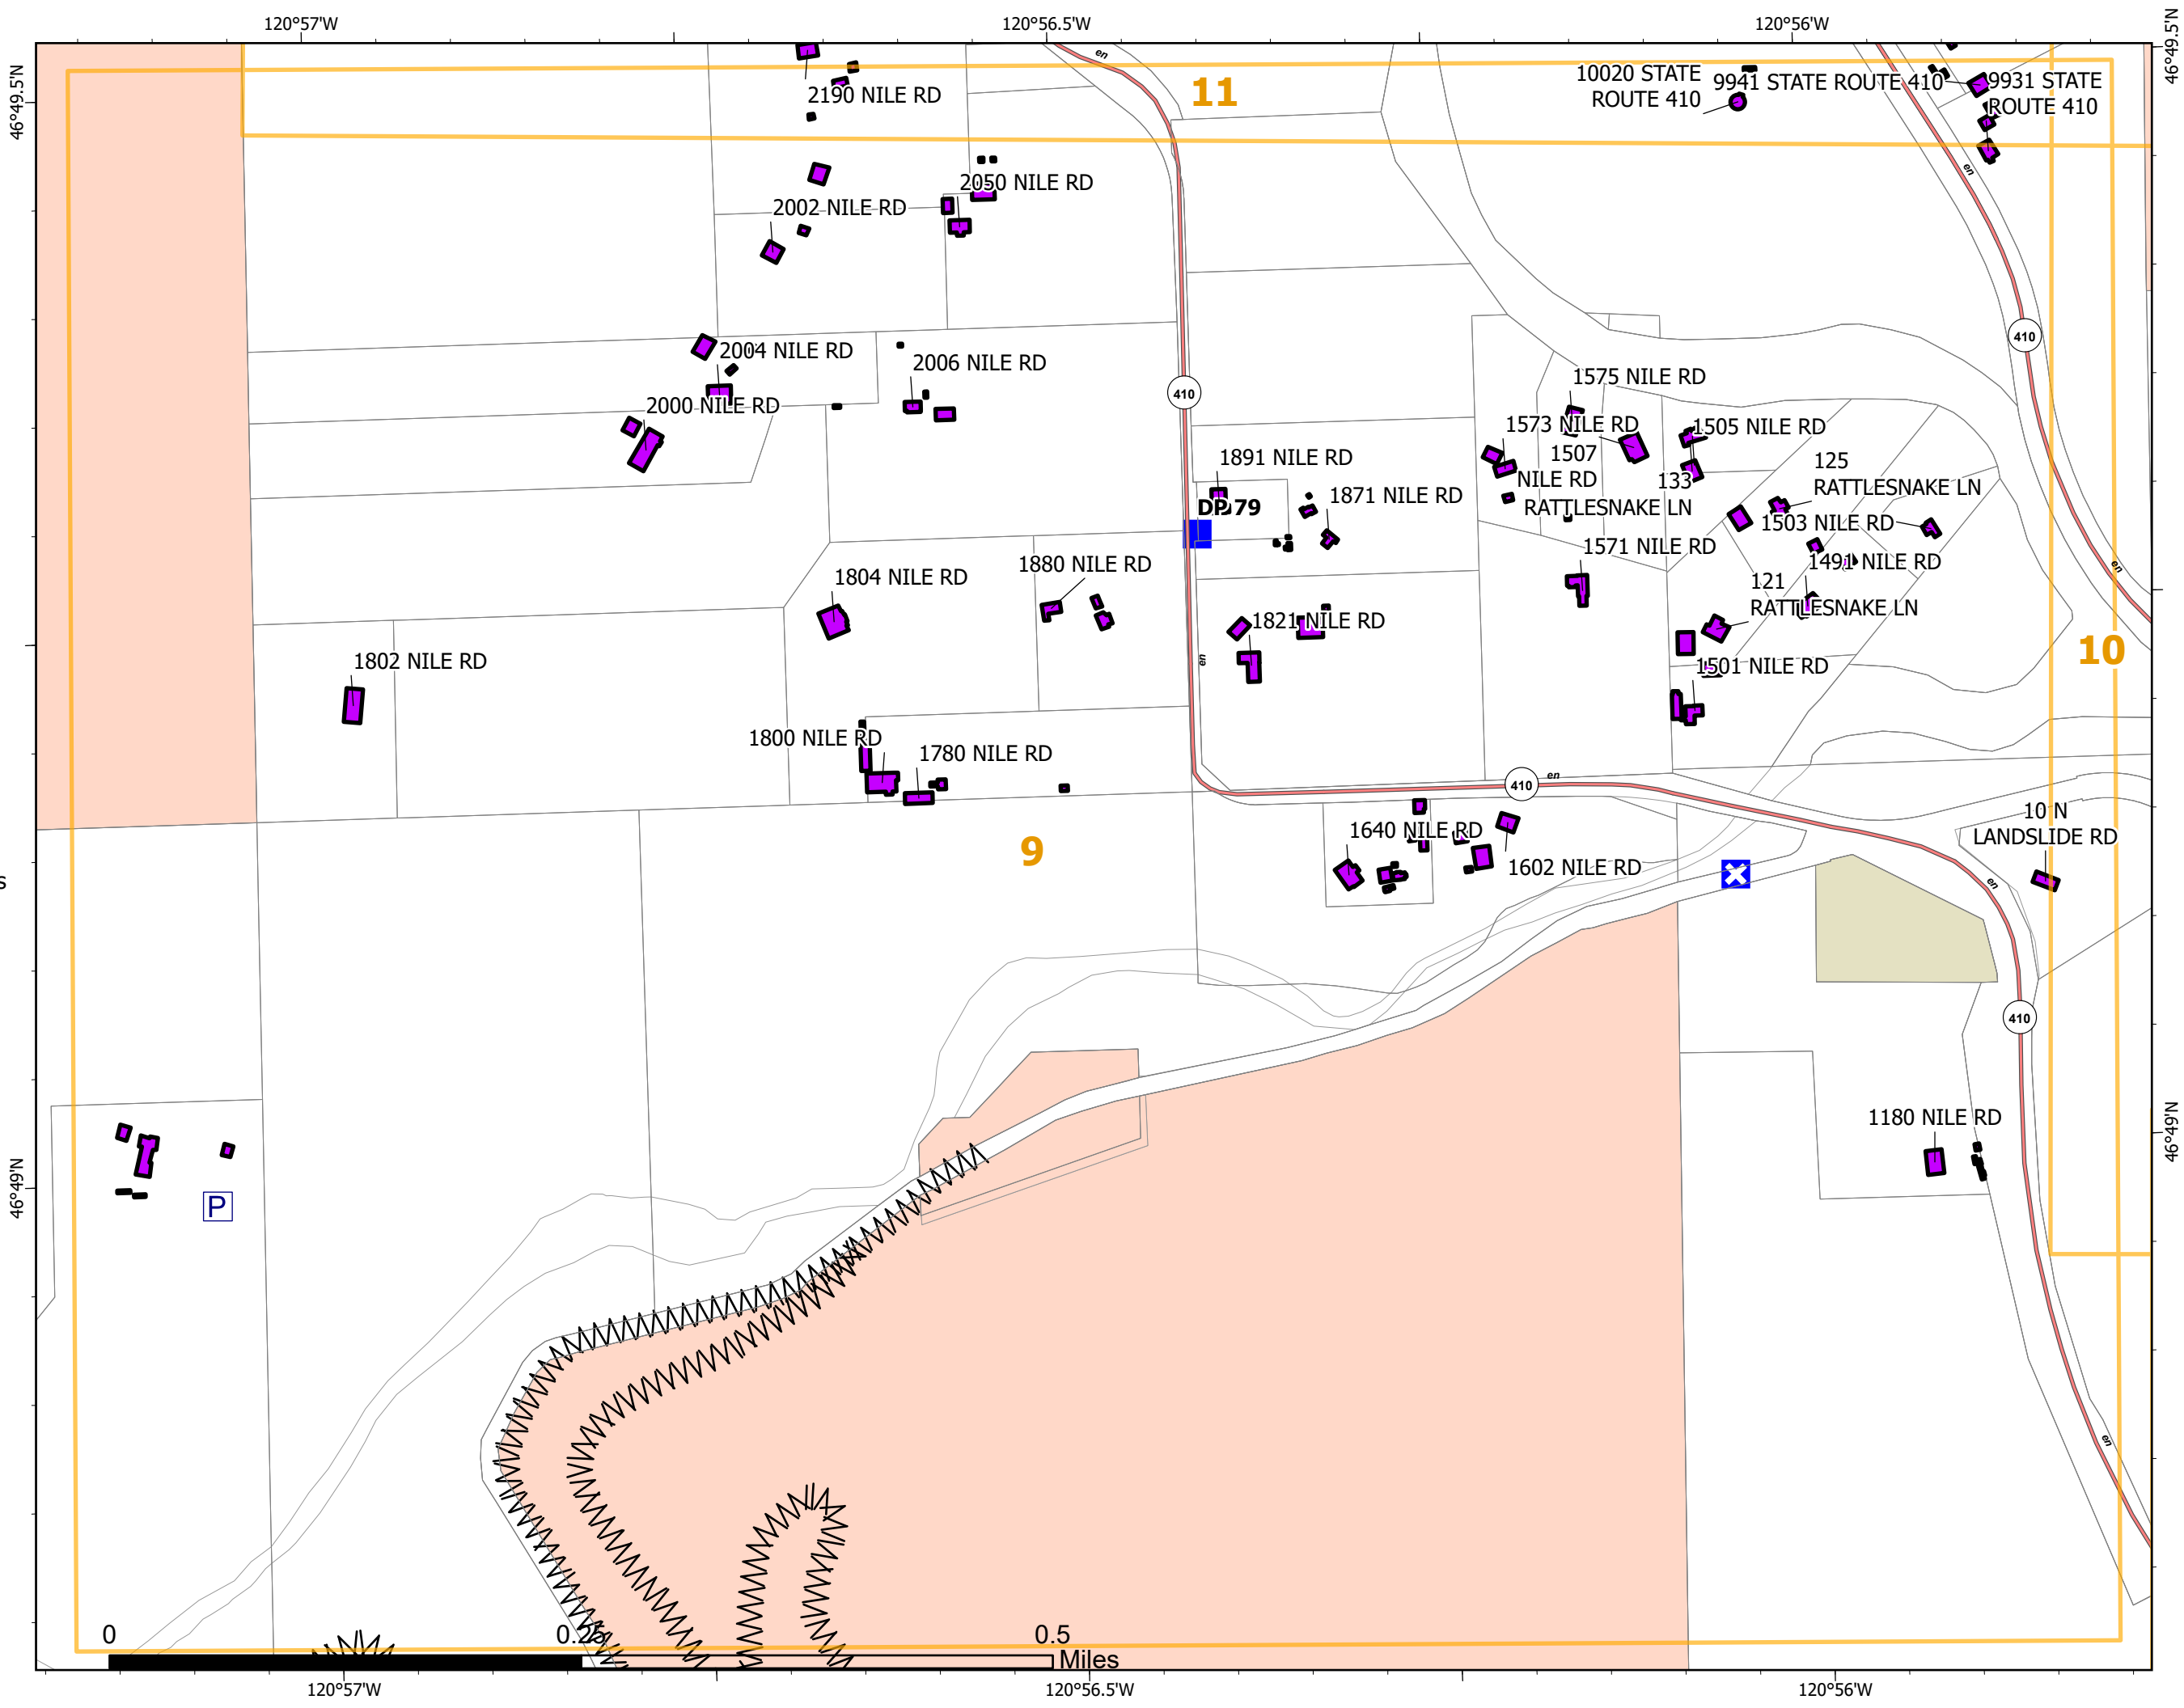 120°57'W
120°56.5'W
120°56'W
46°49.5'N
46°49.5'N
en
11
10020 STATE
ROUTE 410
9941 STATE ROUTE 410
9931 STATE
ROUTE 410
2190 NILE RD
en
2050 NILE RD
2002 NILE RD
410
2004 NILE RD
2006 NILE RD
410
1575 NILE RD
2000 NILE RD
1573 NILE RD
1505 NILE RD
1891 NILE RD
1507
NILE RD
125
RATTLESNAKE LN
133
RATTLESNAKE LN
1871 NILE RD
DP 79
1503 NILE RD
1571 NILE RD
1880 NILE RD
1491 NILE RD
en
1804 NILE RD
121
RATTLESNAKE LN
1821 NILE RD
10
en
1802 NILE RD
1501 NILE RD
1800 NILE RD
1780 NILE RD
410
en
10 N
LANDSLIDE RD
1640 NILE RD
9
1602 NILE RD
s
en
410
1180 NILE RD
46°49'N
46°49'N
P
en
0
0.25
0.5
Miles
120°57'W
120°56.5'W
120°56'W